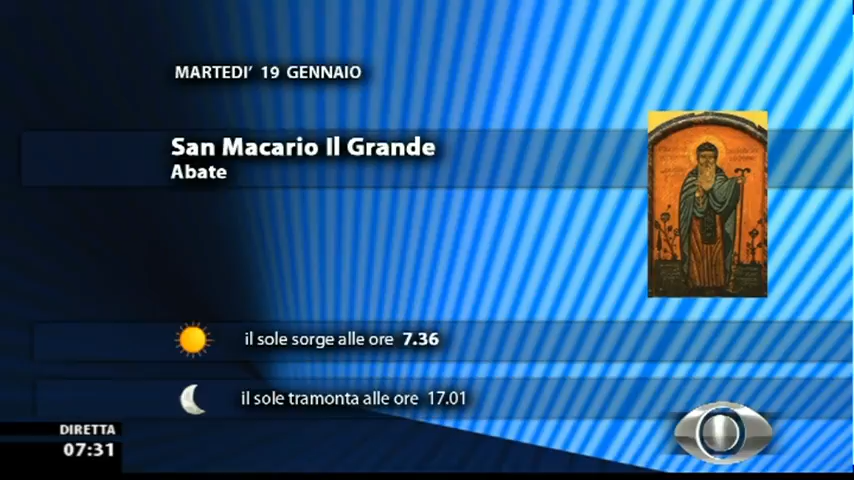 MARTEDI' 19 GENNAIO
San Macario Il Grande
Abate
il sole sorge alle ore 7.36
il sole tramonta alle ore 17.01
DIRETTA
07:31